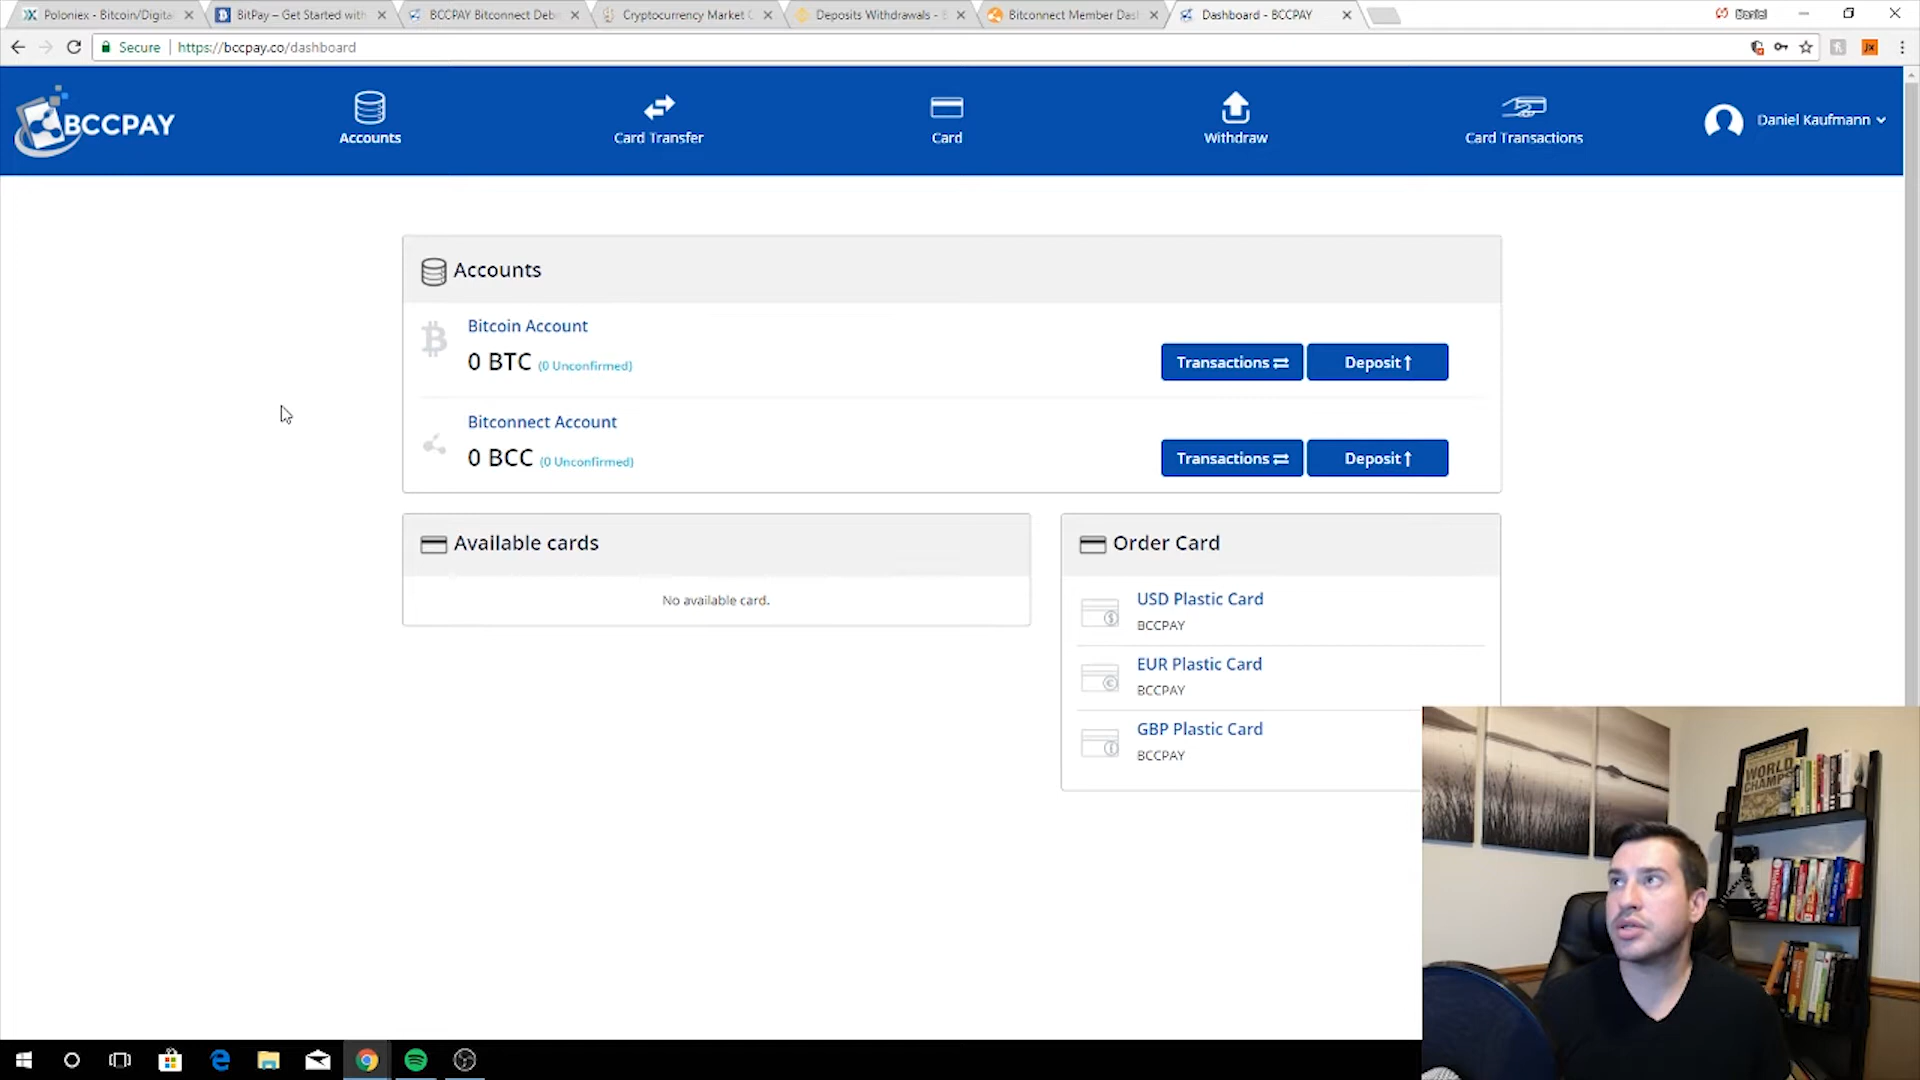 Poloniex - Bitcoin/Digita
BitPay – Get Started with
BCCPAY Bitconnect Deb
Cryptocurrency Market C
Deposits Withdrawals -
Bitconnect Member Das
Dashboard - BCCPAY
Daniel
Secure
https://bccpay.co/dashboard
BCCPAY
Accounts
Card Transfer
Card
Withdraw
Card Transactions
Daniel Kaufmann
Accounts
Bitcoin Account
0 BTC (0 Unconfirmed)
Transactions
Deposit
Bitconnect Account
0 BCC (0 Unconfirmed)
Transactions
Deposit
Available cards
No available card.
Order Card
USD Plastic Card
BCCPAY
EUR Plastic Card
BCCPAY
GBP Plastic Card
BCCPAY
WORLD
CHAMPS